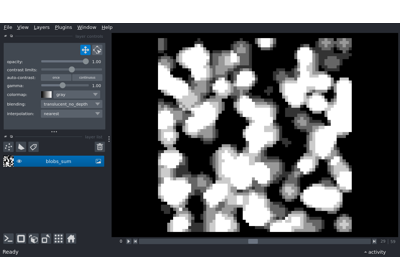 File View Layers Plugins Window Help
opacity: 1.00
contrast limits:
auto-contrast: once continuous
gamma: 1.00
colormap: gray
blending: translucent_no_depth
interpolation: nearest
blobs_sum
Ready
activity